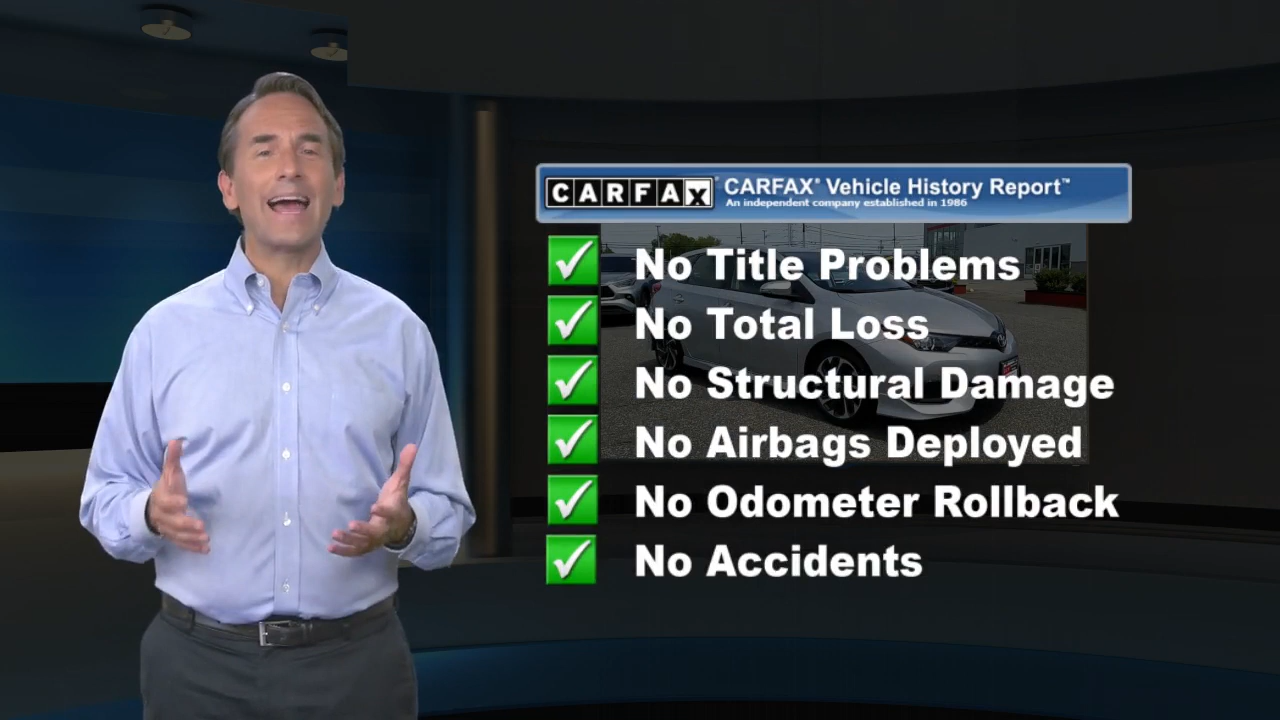 CARFAX® CARFAX® Vehicle History Report™
An independent company established in 1986
No Title Problems
No Total Loss
No Structural Damage
No Airbags Deployed
No Odometer Rollback
No Accidents